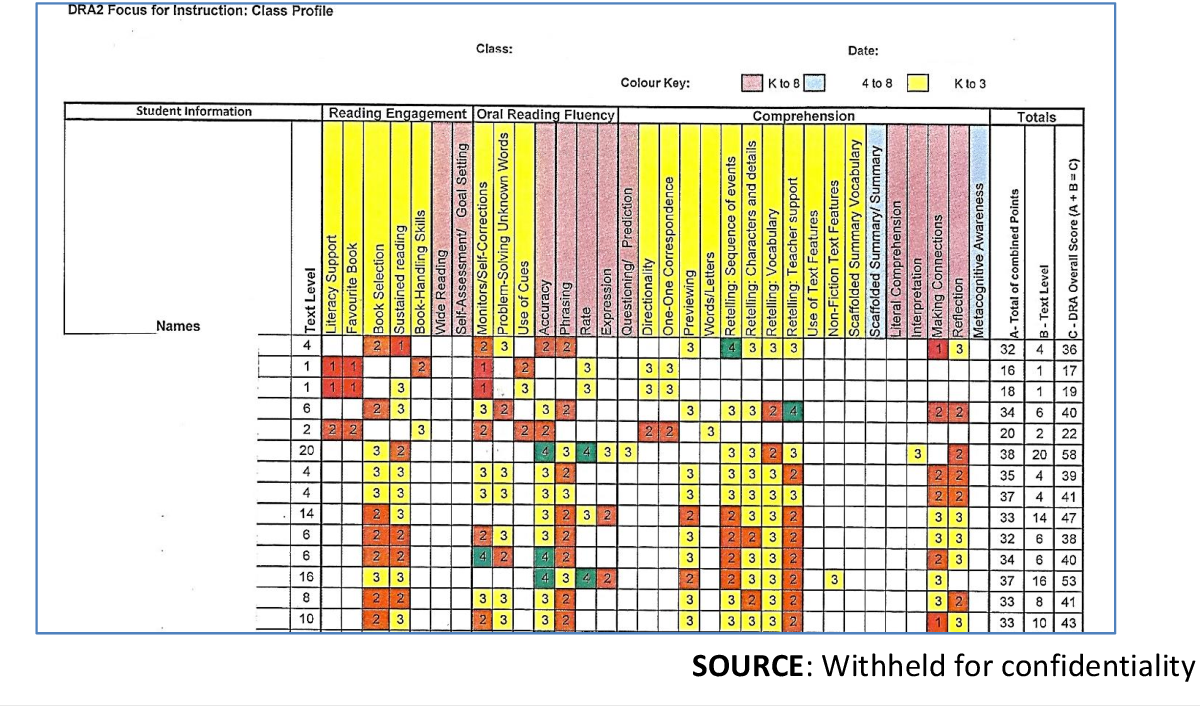 DRA2 Focus for Instruction: Class Profile
Class: Date:
Colour Key: K to 8 4 to 8 K to 3
Student Information Reading Engagement Oral Reading Fluency Comprehension Totals
Names
Text Level
Literacy Support
Favourite Book
Book Selection
Sustained reading
Book-Handling Skills
Wide Reading
Self-Assessment/ Goal Setting
Monitors/Self-Corrections
Problem-Solving Unknown Words
Use of Cues
Accuracy
Phrasing
Rate
Expression
Questioning/ Prediction
Directionality
One-One Correspondence
Previewing
Words/Letters
Retelling: Sequence of events
Retelling: Characters and details
Retelling: Vocabulary
Retelling: Teacher support
Use of Text Features
Non-Fiction Text Features
Scaffolded Summary Vocabulary
Scaffolded Summary/ Summary
Literal Comprehension
Interpretation
Making Connections
Reflection
Metacognitive Awareness
A- Total of combined Points
B - Text Level
C - DRA Overall Score (A + B = C)
4 2 1 2 3 2 2 3 4 3 3 3 1 3 32 4 36
1 1 1 2 1 2 3 3 3 16 1 17
1 1 1 3 1 3 3 3 3 18 1 19
6 2 3 3 2 3 2 3 3 3 2 4 2 2 34 6 40
2 2 2 3 2 2 2 2 2 3 20 2 22
20 3 2 4 3 4 3 3 3 3 2 3 3 2 38 20 58
4 3 3 3 3 3 2 3 3 3 3 2 2 2 35 4 39
4 3 3 3 3 3 3 3 3 3 3 3 2 2 37 4 41
14 2 3 3 2 3 2 2 2 3 3 2 3 3 33 14 47
6 2 2 2 3 3 2 3 2 2 3 2 3 3 32 6 38
6 2 2 4 2 4 2 3 2 3 3 2 2 3 34 6 40
16 3 3 4 3 4 2 2 2 3 3 2 3 3 37 16 53
8 2 2 3 3 3 2 3 3 2 3 2 3 2 33 8 41
10 2 3 2 3 3 2 3 3 3 3 2 1 3 33 10 43
SOURCE: Withheld for confidentiality